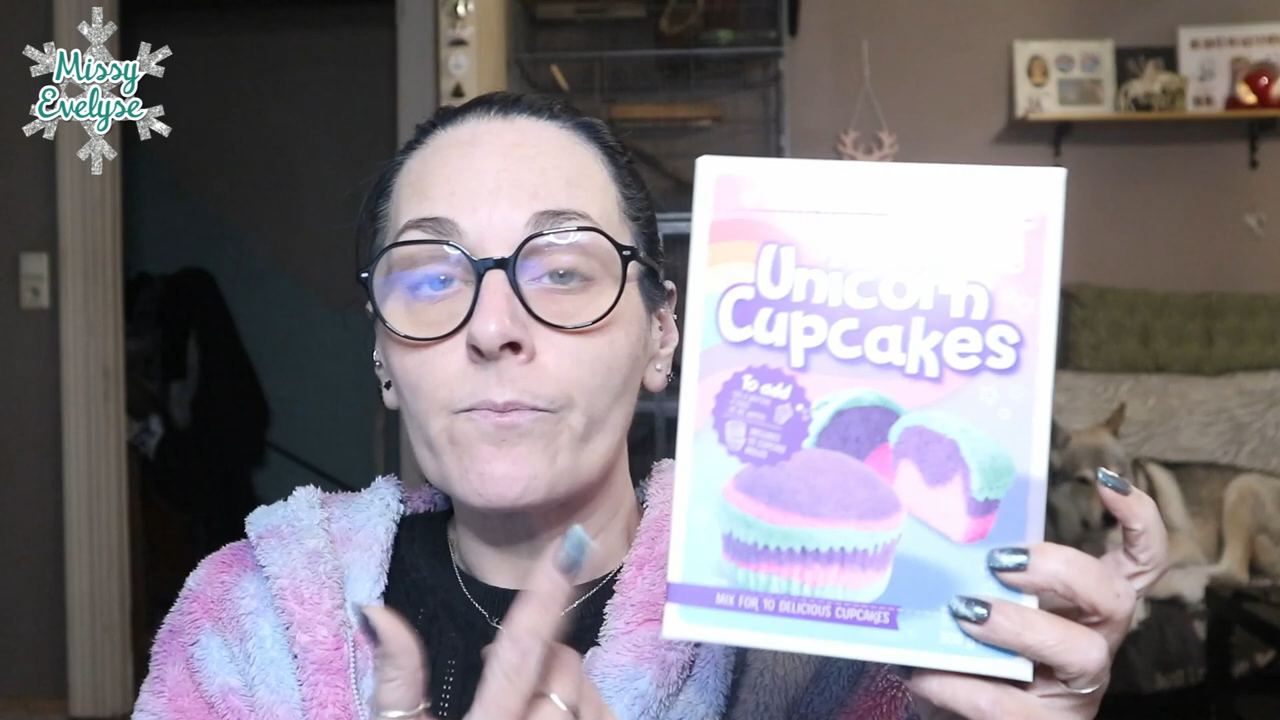 Missy
Evelyse
Unicorn
Cupcakes
To add
MIX FOR 10 DELICIOUS CUPCAKES